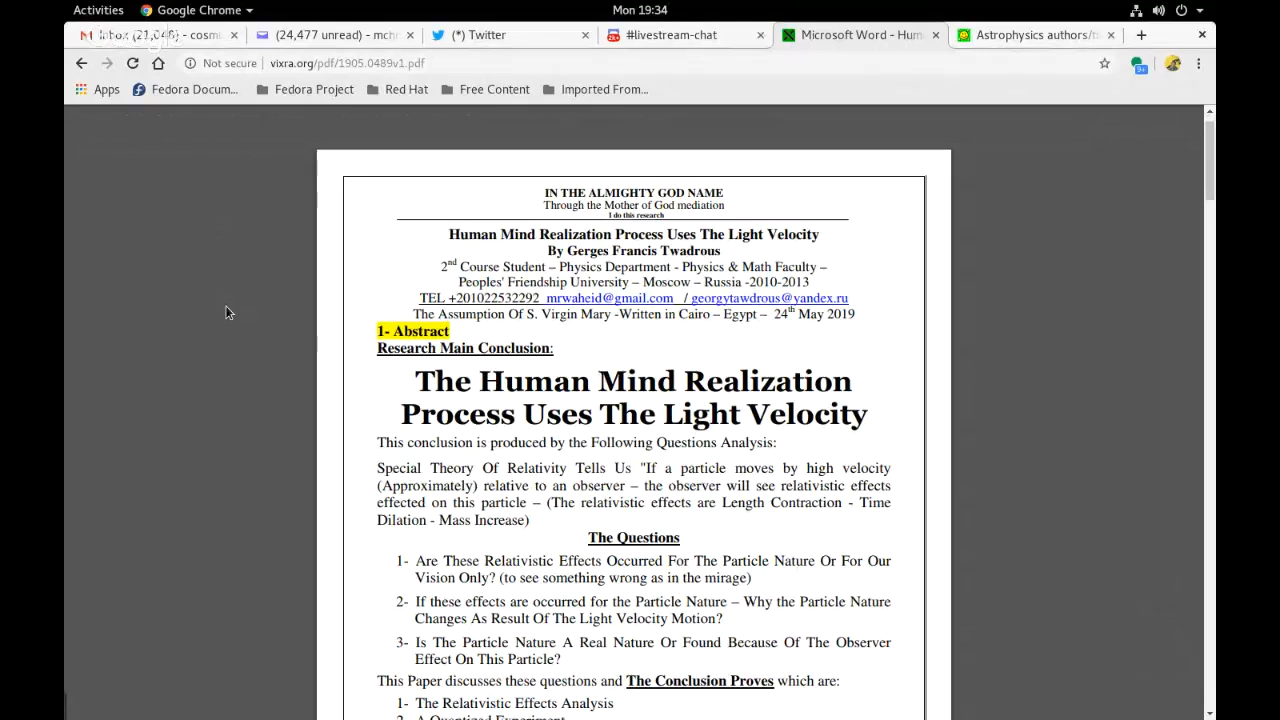 Activities
Google Chrome
Mon 19:34
Inbox (21,046) - cosmi
(24,477 unread) - mch
(*) Twitter
#livestream-chat
Microsoft Word - Hum
Astrophysics authors/ti
Not secure
vixra.org/pdf/1905.0489v1.pdf
9+
Apps
Fedora Docum...
Fedora Project
Red Hat
Free Content
Imported From...
IN THE ALMIGHTY GOD NAME
Through the Mother of God mediation
I do this research
Human Mind Realization Process Uses The Light Velocity
By Gerges Francis Twadrous
2nd Course Student – Physics Department - Physics & Math Faculty –
Peoples' Friendship University – Moscow – Russia -2010-2013
TEL +201022532292 mrwaheid@gmail.com / georgytawdrous@yandex.ru
The Assumption Of S. Virgin Mary -Written in Cairo – Egypt – 24th May 2019
1- Abstract
Research Main Conclusion:
The Human Mind Realization
Process Uses The Light Velocity
This conclusion is produced by the Following Questions Analysis:
Special Theory Of Relativity Tells Us "If a particle moves by high velocity
(Approximately) relative to an observer – the observer will see relativistic effects
effected on this particle – (The relativistic effects are Length Contraction - Time
Dilation - Mass Increase)
The Questions
1- Are These Relativistic Effects Occurred For The Particle Nature Or For Our
Vision Only? (to see something wrong as in the mirage)
2- If these effects are occurred for the Particle Nature – Why the Particle Nature
Changes As Result Of The Light Velocity Motion?
3- Is The Particle Nature A Real Nature Or Found Because Of The Observer
Effect On This Particle?
This Paper discusses these questions and The Conclusion Proves which are:
1- The Relativistic Effects Analysis
2- A Quantized Experiment